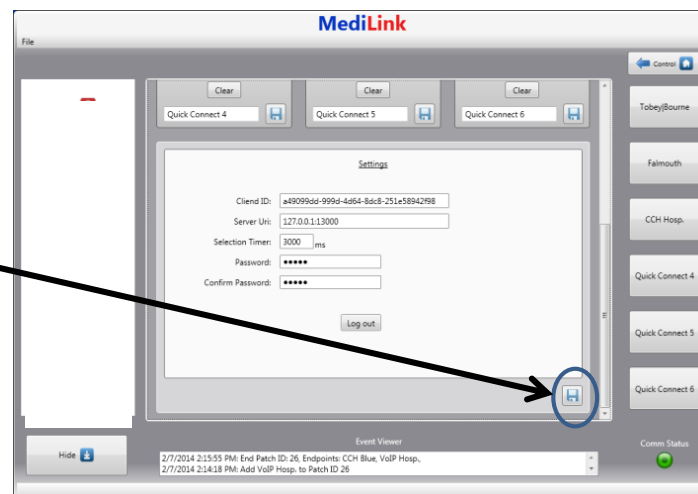 MediLink
File
Control
Clear
Clear
Clear
Quick Connect 4
Quick Connect 5
Quick Connect 6
Tobey|Bourne
Settings
Falmouth
Cliend ID: a49099dd-999d-4d64-8dc8-251e58942f98
Server Uri: 127.0.0.1:13000
CCH Hosp.
Selection Timer: 3000 ms
Password: •••••
Confirm Password: •••••
Quick Connect 4
Log out
Quick Connect 5
Quick Connect 6
Hide
Event Viewer
Comm Status
2/7/2014 2:15:55 PM: End Patch ID: 26, Endpoints: CCH Blue, VoIP Hosp.,
2/7/2014 2:14:18 PM: Add VoIP Hosp. to Patch ID 26